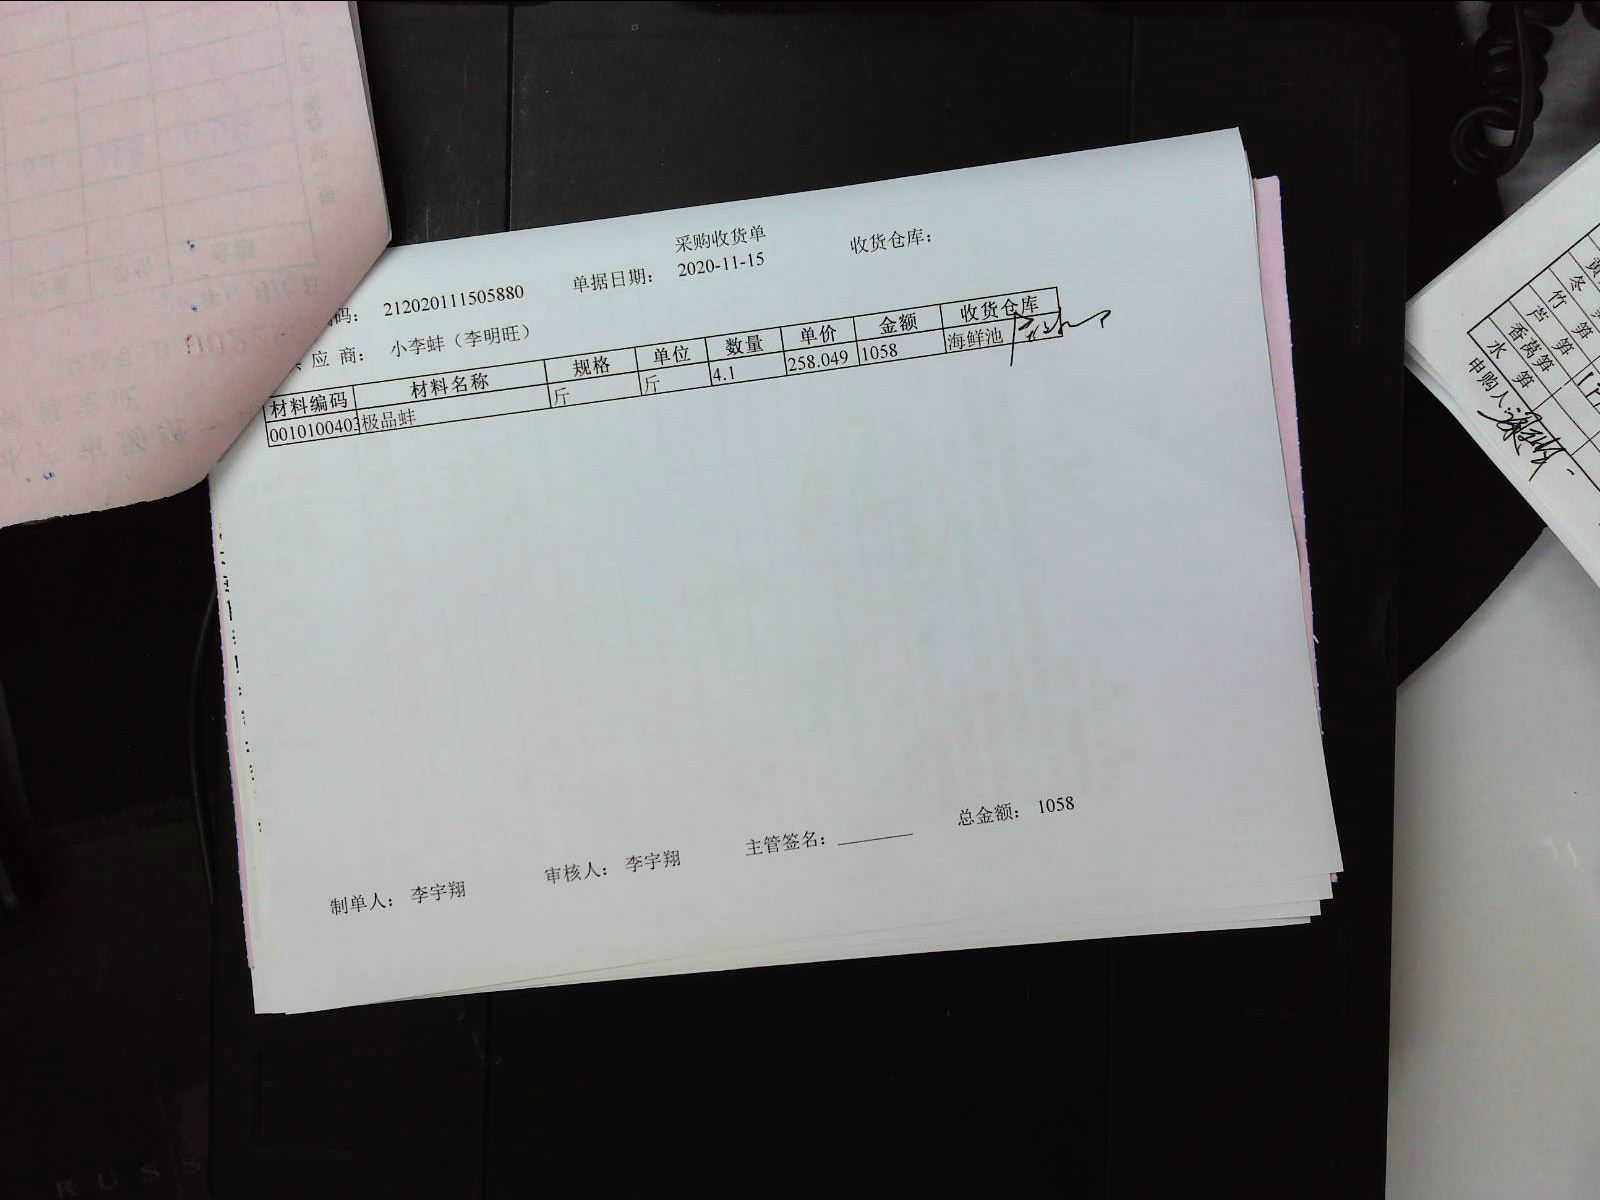 采购收货单
码： 212020111505880 单据日期： 2020-11-15 收货仓库：
应 商： 小李蚌（李明旺）
材料编码 材料名称 规格 单位 数量 单价 金额 收货仓库
0010100403 极品蚌 斤 斤 4.1 258.049 1058 海鲜池
制单人： 李宇翔 审核人： 李宇翔 主管签名： 总金额： 1058
冬
竹 笋
芦 笋
香莴笋
水 笋
申购人
RUSS